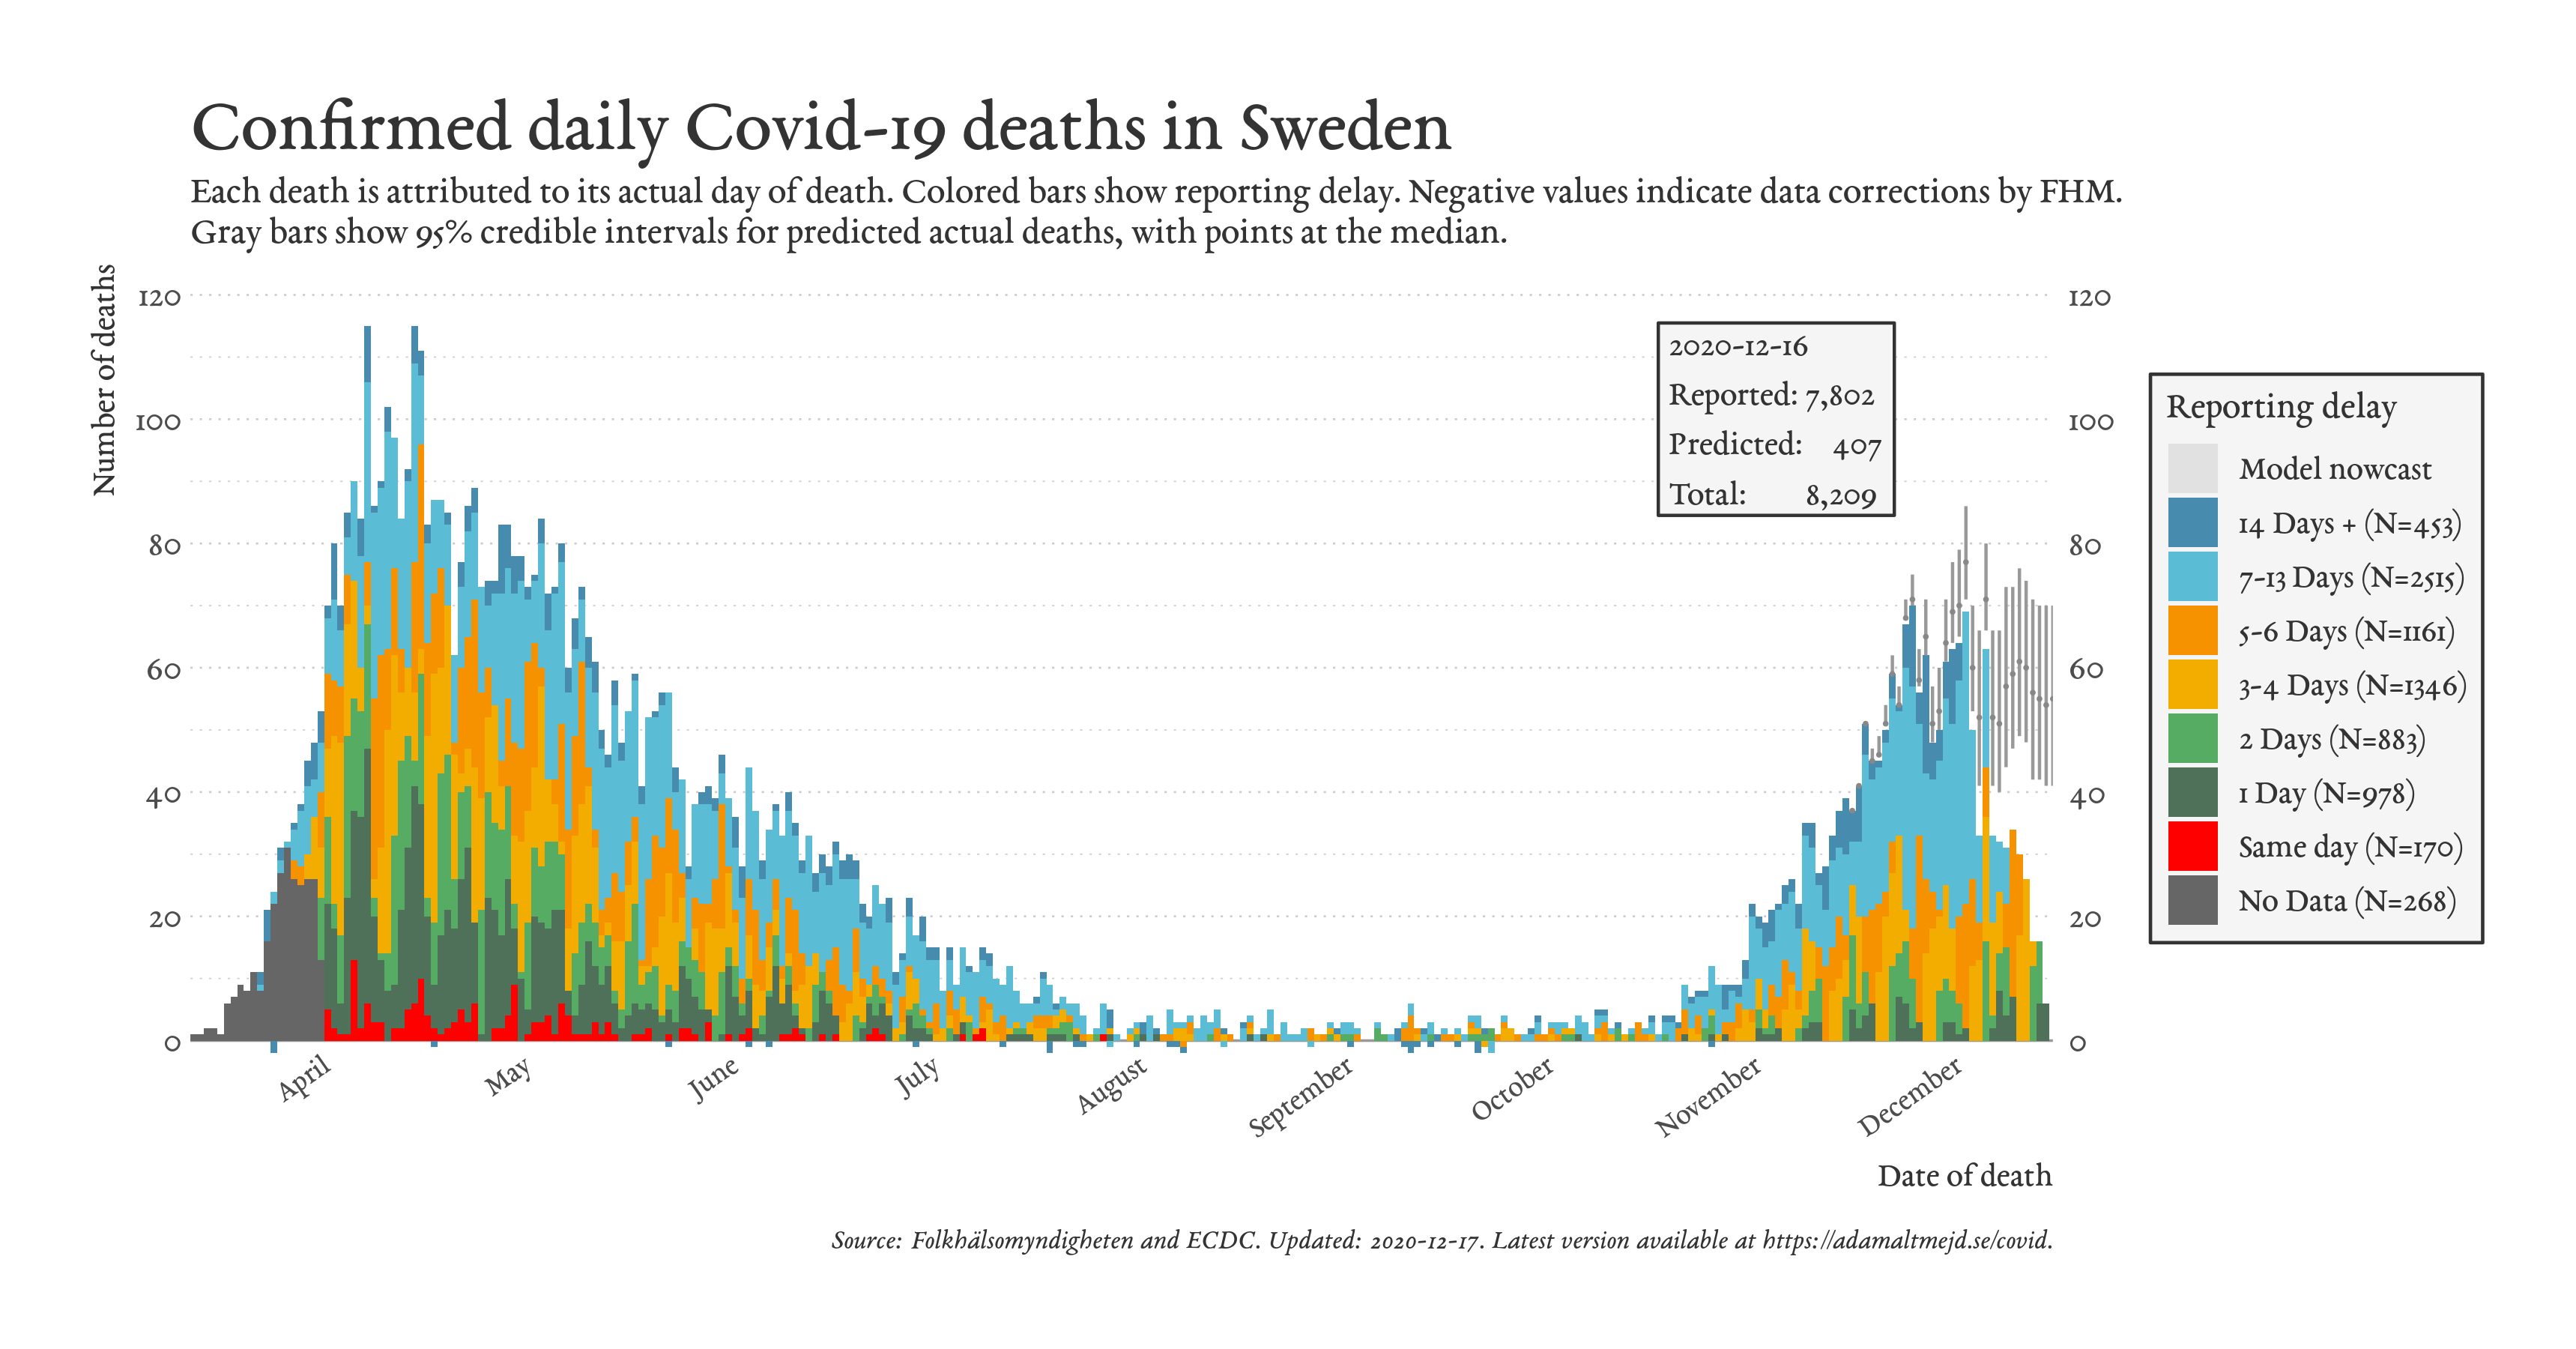 Confirmed daily Covid-19 deaths in Sweden
Each death is attributed to its actual day of death. Colored bars show reporting delay. Negative values indicate data corrections by FHM.
Gray bars show 95% credible intervals for predicted actual deaths, with points at the median.
Number of deaths
120
100
80
60
40
20
0
120
100
80
60
40
20
0
2020-12-16
Reported: 7,802
Predicted: 407
Total: 8,209
Reporting delay
Model nowcast
14 Days + (N=453)
7-13 Days (N=2515)
5-6 Days (N=1161)
3-4 Days (N=1346)
2 Days (N=883)
1 Day (N=978)
Same day (N=170)
No Data (N=268)
April
May
June
July
August
September
October
November
December
Date of death
Source: Folkhälsomyndigheten and ECDC. Updated: 2020-12-17. Latest version available at https://adamaltmejd.se/covid.